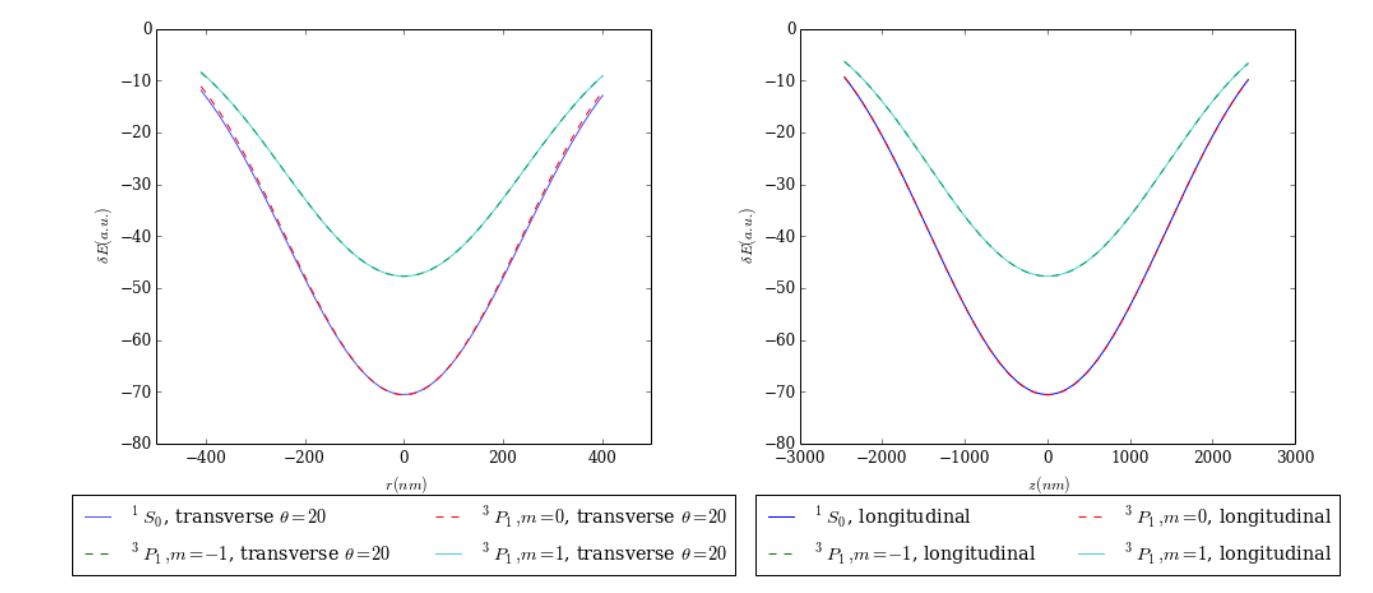 0
−10
−20
−30
−40
−50
−60
−70
−80
δE(a.u.)
−400 −200 0 200 400
r(nm)
¹S₀, transverse θ=20
³P₁,m=0, transverse θ=20
³P₁,m=−1, transverse θ=20
³P₁,m=1, transverse θ=20
0
−10
−20
−30
−40
−50
−60
−70
−80
δE(a.u.)
−3000 −2000 −1000 0 1000 2000 3000
z(nm)
¹S₀, longitudinal
³P₁,m=0, longitudinal
³P₁,m=−1, longitudinal
³P₁,m=1, longitudinal